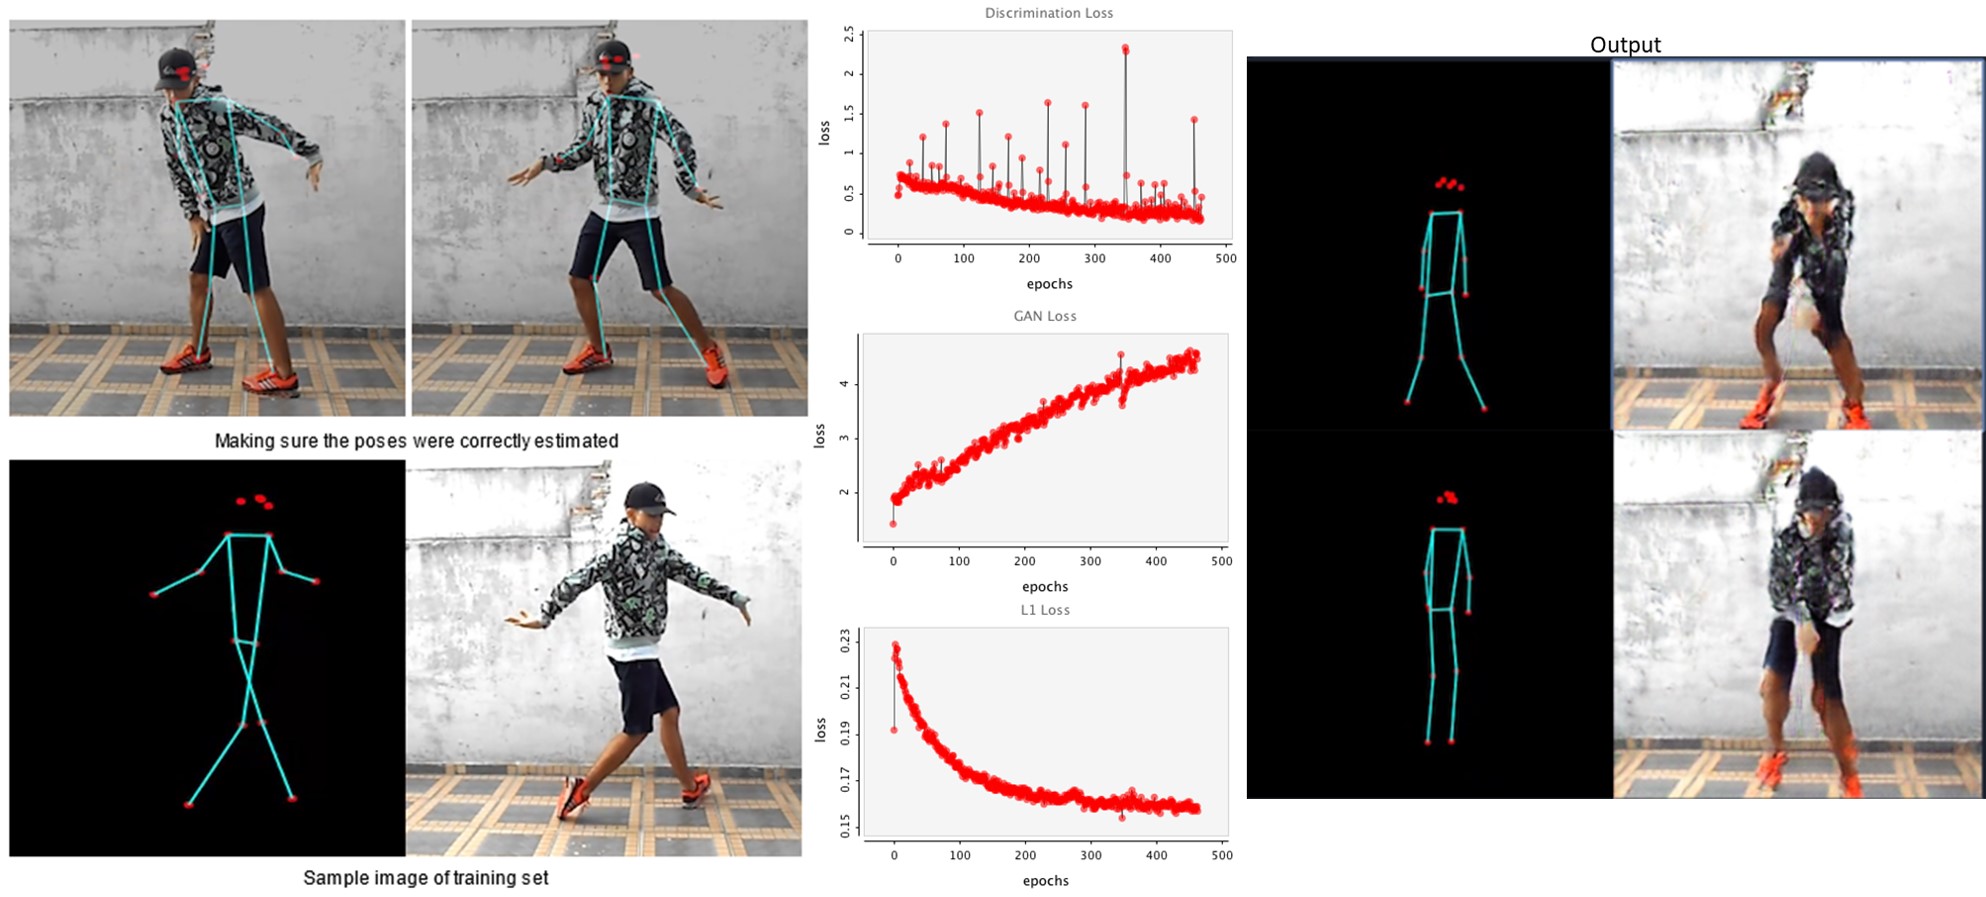 Making sure the poses were correctly estimated
Sample image of training set
Discrimination Loss
loss
2.5
2
1.5
1
0.5
0
0 100 200 300 400 500
epochs
GAN Loss
loss
4
3
2
0 100 200 300 400 500
epochs
L1 Loss
loss
0.23
0.21
0.19
0.17
0.15
0 100 200 300 400 500
epochs
Output